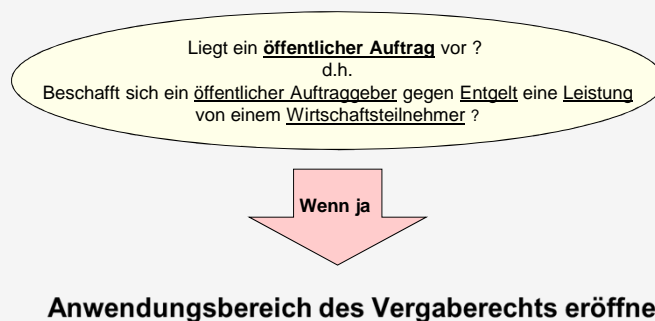 Liegt ein öffentlicher Auftrag vor ?
d.h.
Beschafft sich ein öffentlicher Auftraggeber gegen Entgelt eine Leistung
von einem Wirtschaftsteilnehmer ?
Wenn ja
Anwendungsbereich des Vergaberechts eröffne